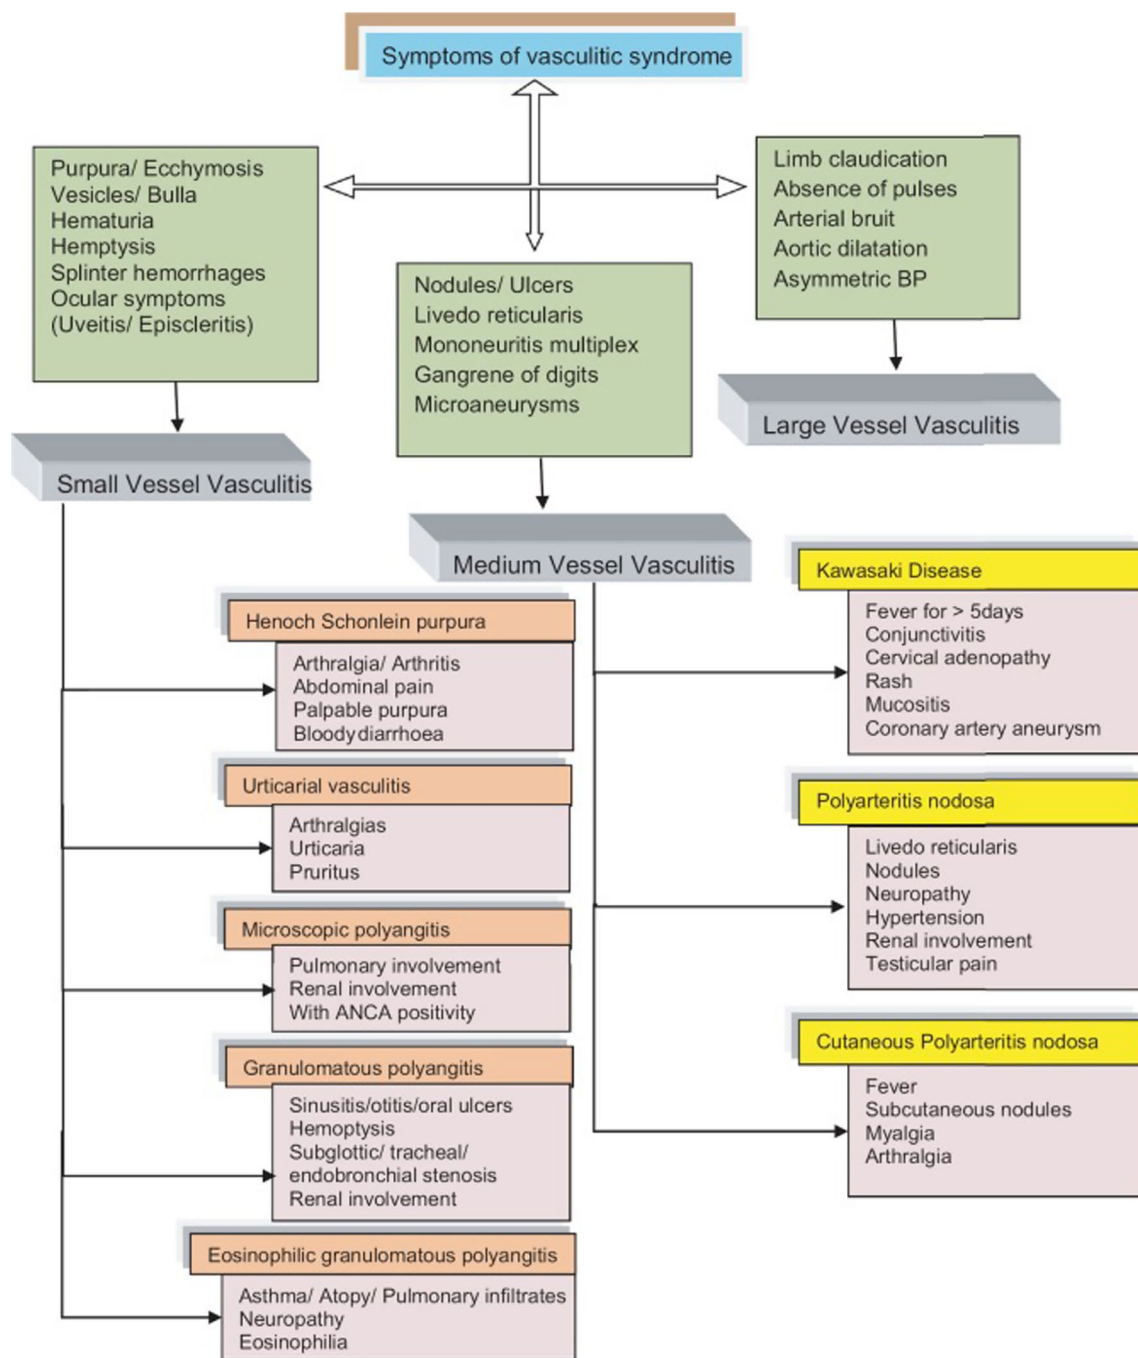 Symptoms of vasculitic syndrome
Purpura/ Ecchymosis
Vesicles/ Bulla
Hematuria
Hemptysis
Splinter hemorrhages
Ocular symptoms
(Uveitis/ Episcleritis)
Nodules/ Ulcers
Livedo reticularis
Mononeuritis multiplex
Gangrene of digits
Microaneurysms
Limb claudication
Absence of pulses
Arterial bruit
Aortic dilatation
Asymmetric BP
Small Vessel Vasculitis
Medium Vessel Vasculitis
Large Vessel Vasculitis
Henoch Schonlein purpura
Arthralgia/ Arthritis
Abdominal pain
Palpable purpura
Bloody diarrhoea
Urticarial vasculitis
Arthralgias
Urticaria
Pruritus
Microscopic polyangitis
Pulmonary involvement
Renal involvement
With ANCA positivity
Granulomatous polyangitis
Sinusitis/otitis/oral ulcers
Hemoptysis
Subglottic/ tracheal/
endobronchial stenosis
Renal involvement
Eosinophilic granulomatous polyangitis
Asthma/ Atopy/ Pulmonary infiltrates
Neuropathy
Eosinophilia
Kawasaki Disease
Fever for > 5days
Conjunctivitis
Cervical adenopathy
Rash
Mucositis
Coronary artery aneurysm
Polyarteritis nodosa
Livedo reticularis
Nodules
Neuropathy
Hypertension
Renal involvement
Testicular pain
Cutaneous Polyarteritis nodosa
Fever
Subcutaneous nodules
Myalgia
Arthralgia